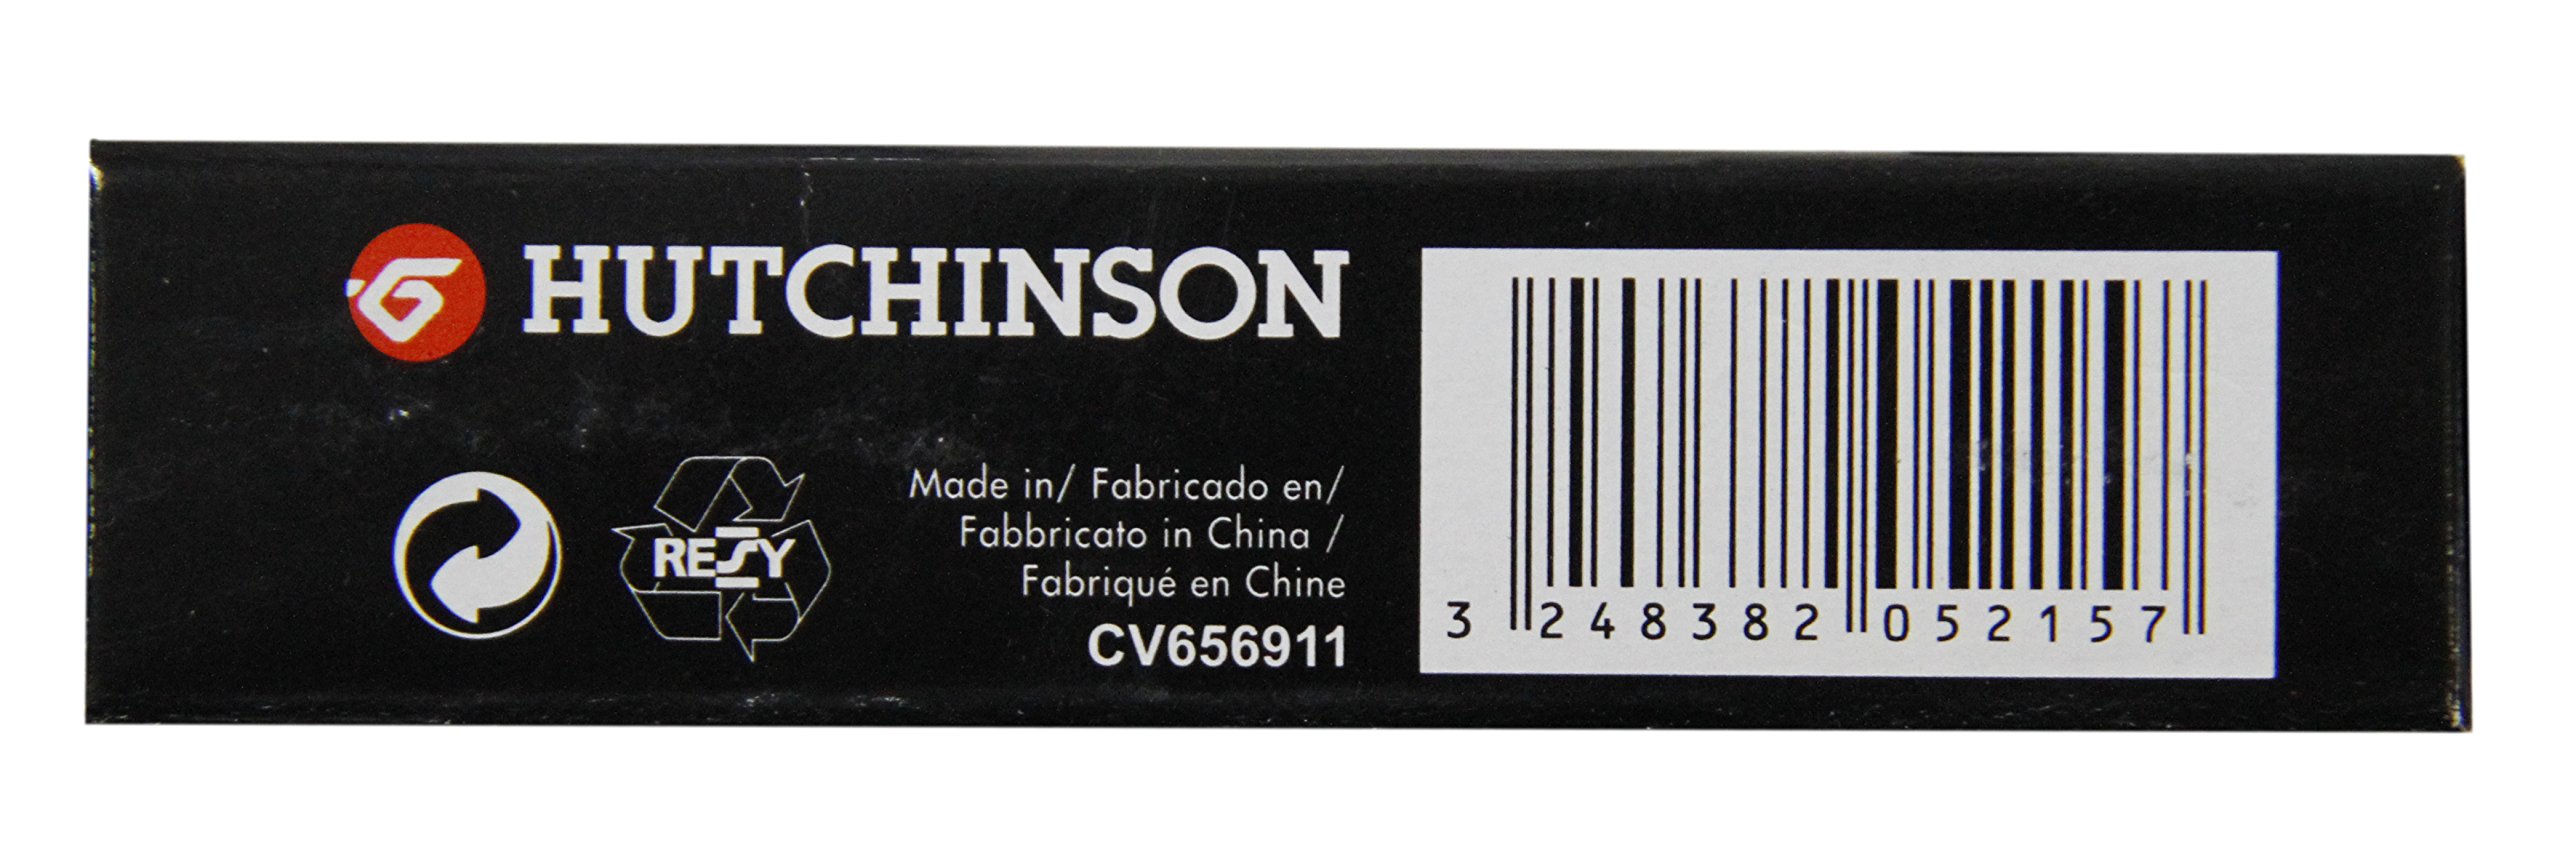 HUTCHINSON
RESY
Made in/ Fabricado en/
Fabbricato in China /
Fabriqué en Chine
CV656911
3 248382 052157